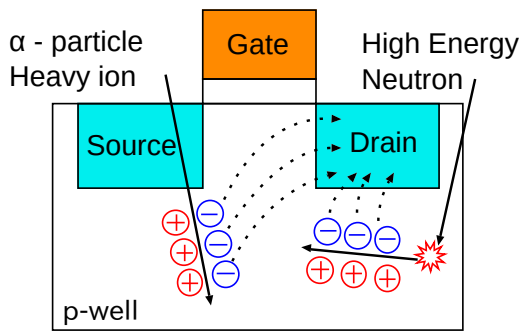 α - particle
Heavy ion
Gate
High Energy
Neutron
Source
Drain
p-well